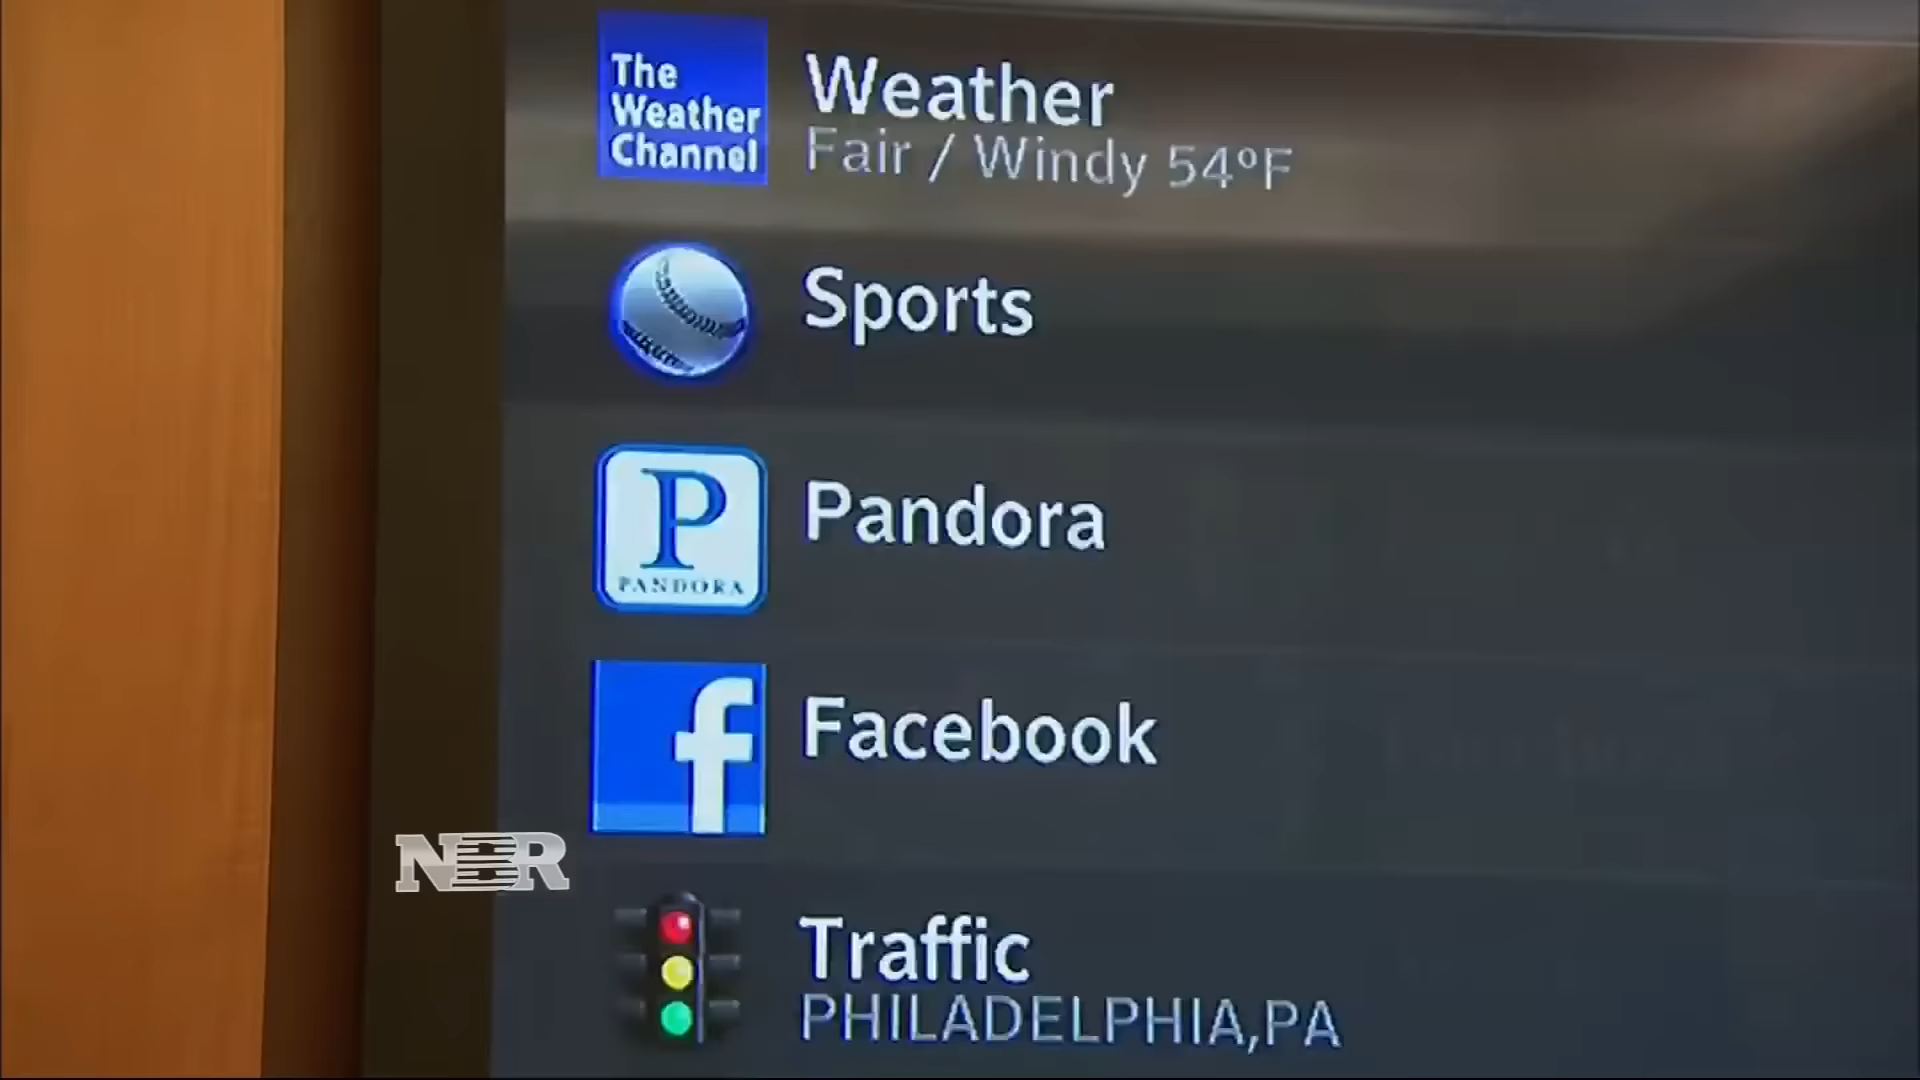 The
Weather
Channel
Weather
Fair / Windy 54°F
Sports
P
PANDORA
Pandora
f
Facebook
NBR
Traffic
PHILADELPHIA,PA